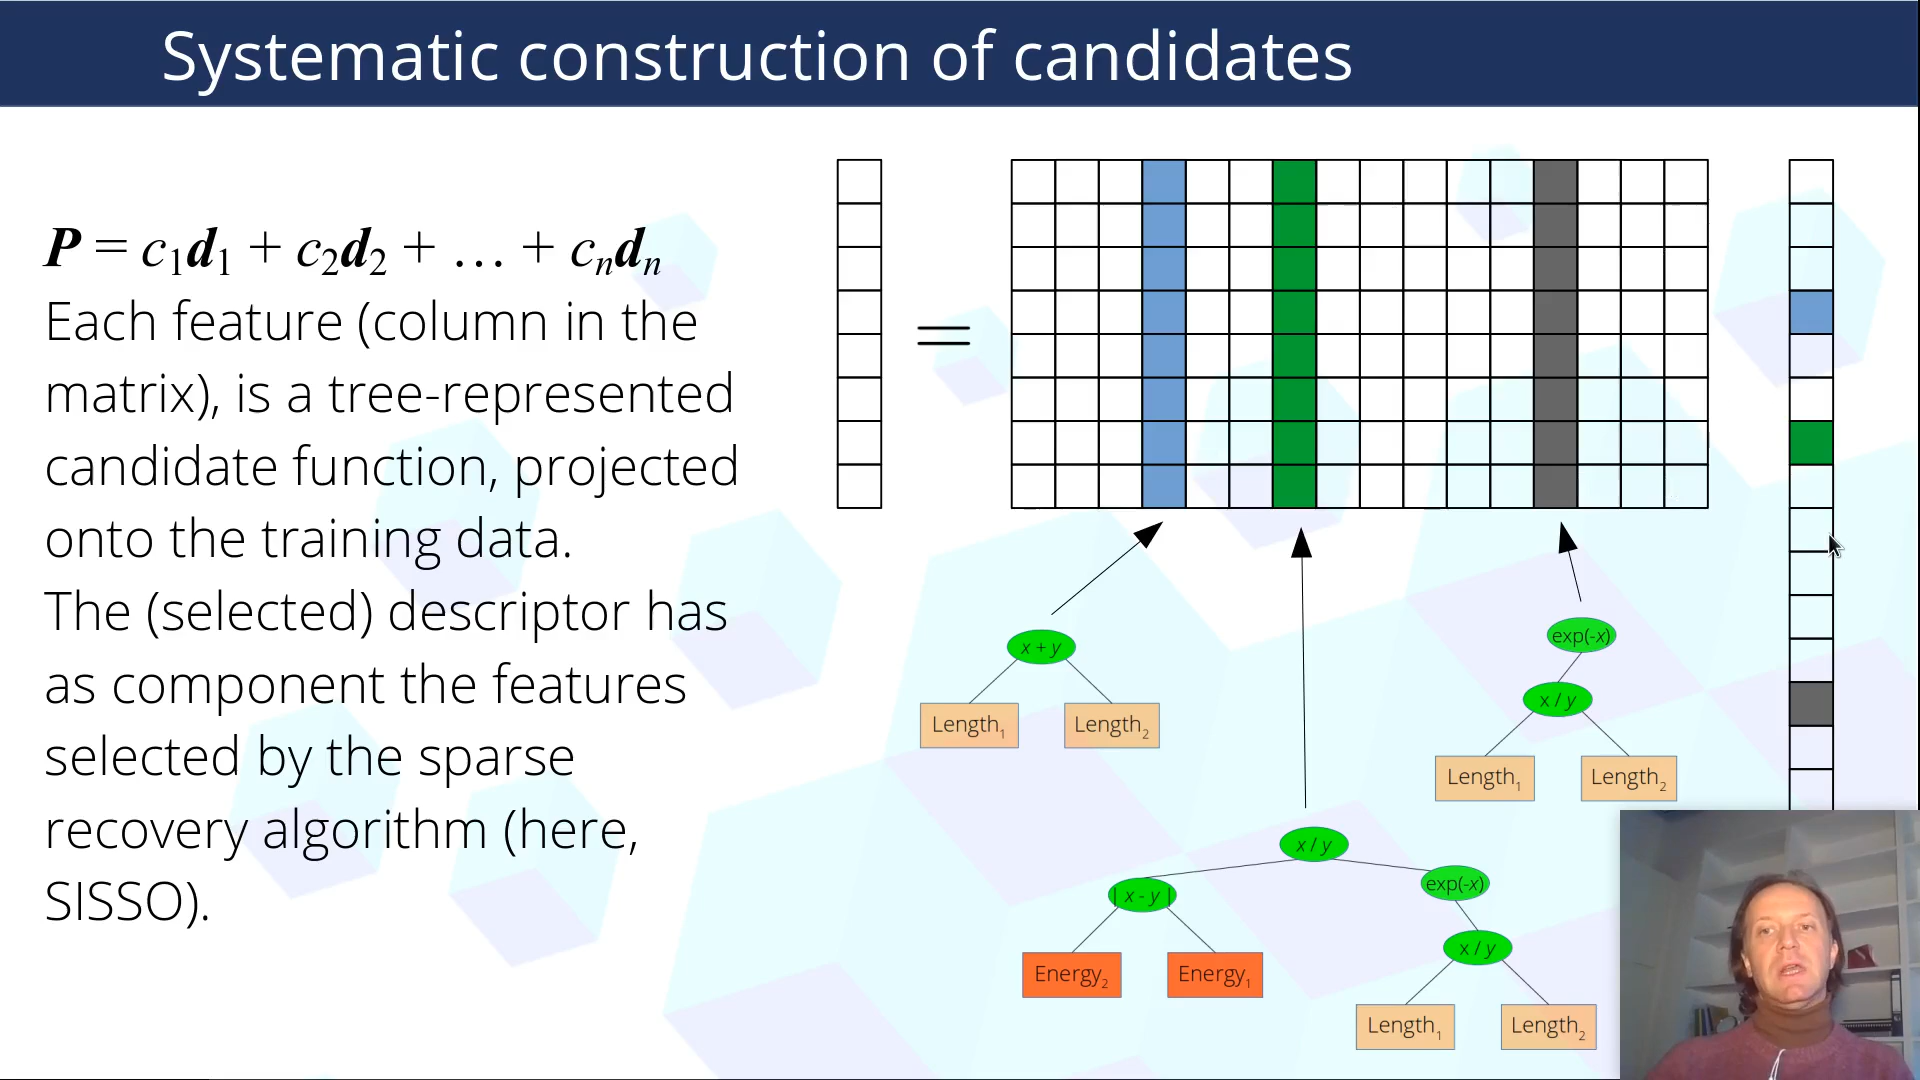 Systematic construction of candidates
P = c₁d₁ + c₂d₂ + … + cₙdₙ
Each feature (column in the
matrix), is a tree-represented
candidate function, projected
onto the training data.
The (selected) descriptor has
as component the features
selected by the sparse
recovery algorithm (here,
SISSO).
=
x + y
Length₁
Length₂
exp(-x)
x / y
Length₁
Length₂
x / y
| x - y |
exp(-x)
Energy₂
Energy₁
x / y
Length₁
Length₂